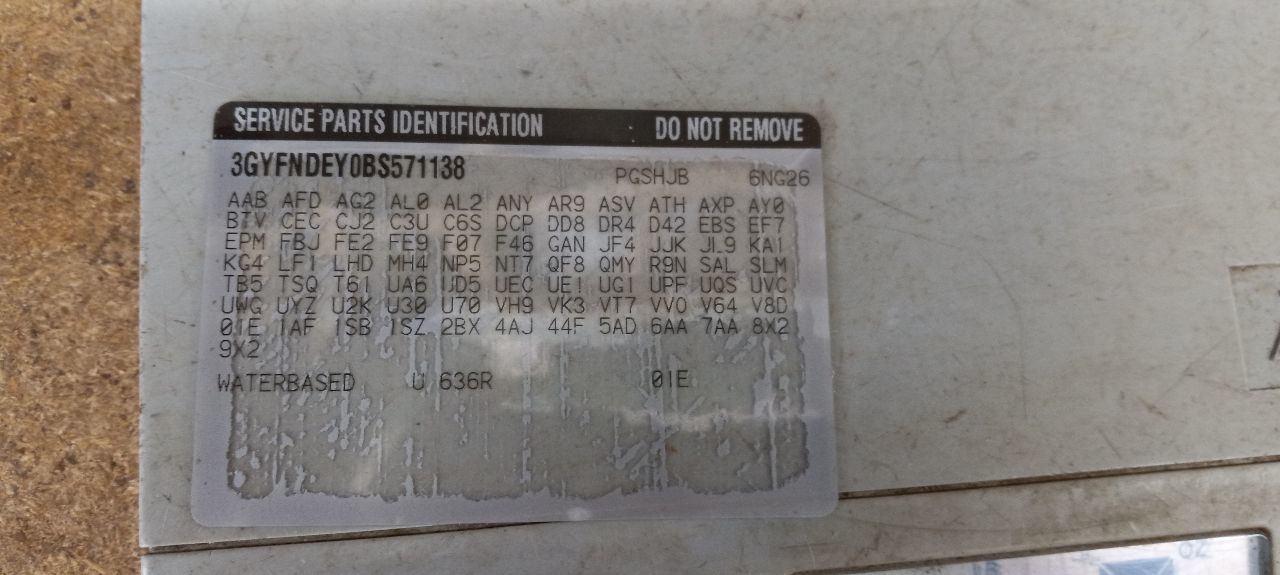 SERVICE PARTS IDENTIFICATION DO NOT REMOVE
3GYFNDEY0BS571138 PGSHJB 6NG26
AAB AFD AG2 AL0 AL2 ANY AR9 ASV ATH AXP AY0
BTV CEC CJ2 C3U C6S DCP DD8 DR4 D42 EBS EF7
EPM FBJ FE2 FE9 F07 F46 GAN JF4 JJK JL9 KA1
KG4 LF1 LHD MH4 NP5 NT7 QF8 QMY R9N SAL SLM
TB5 TSQ T61 UA6 UD5 UEC UE1 UG1 UPF UQS UVC
UWG UYZ U2K U30 U70 VH9 VK3 VT7 VV0 V64 V8D
01E 1AF 1SB 1SZ 2BX 4AJ 44F 5AD 6AA 7AA 8X2
9X2
WATERBASED U 636R 01E